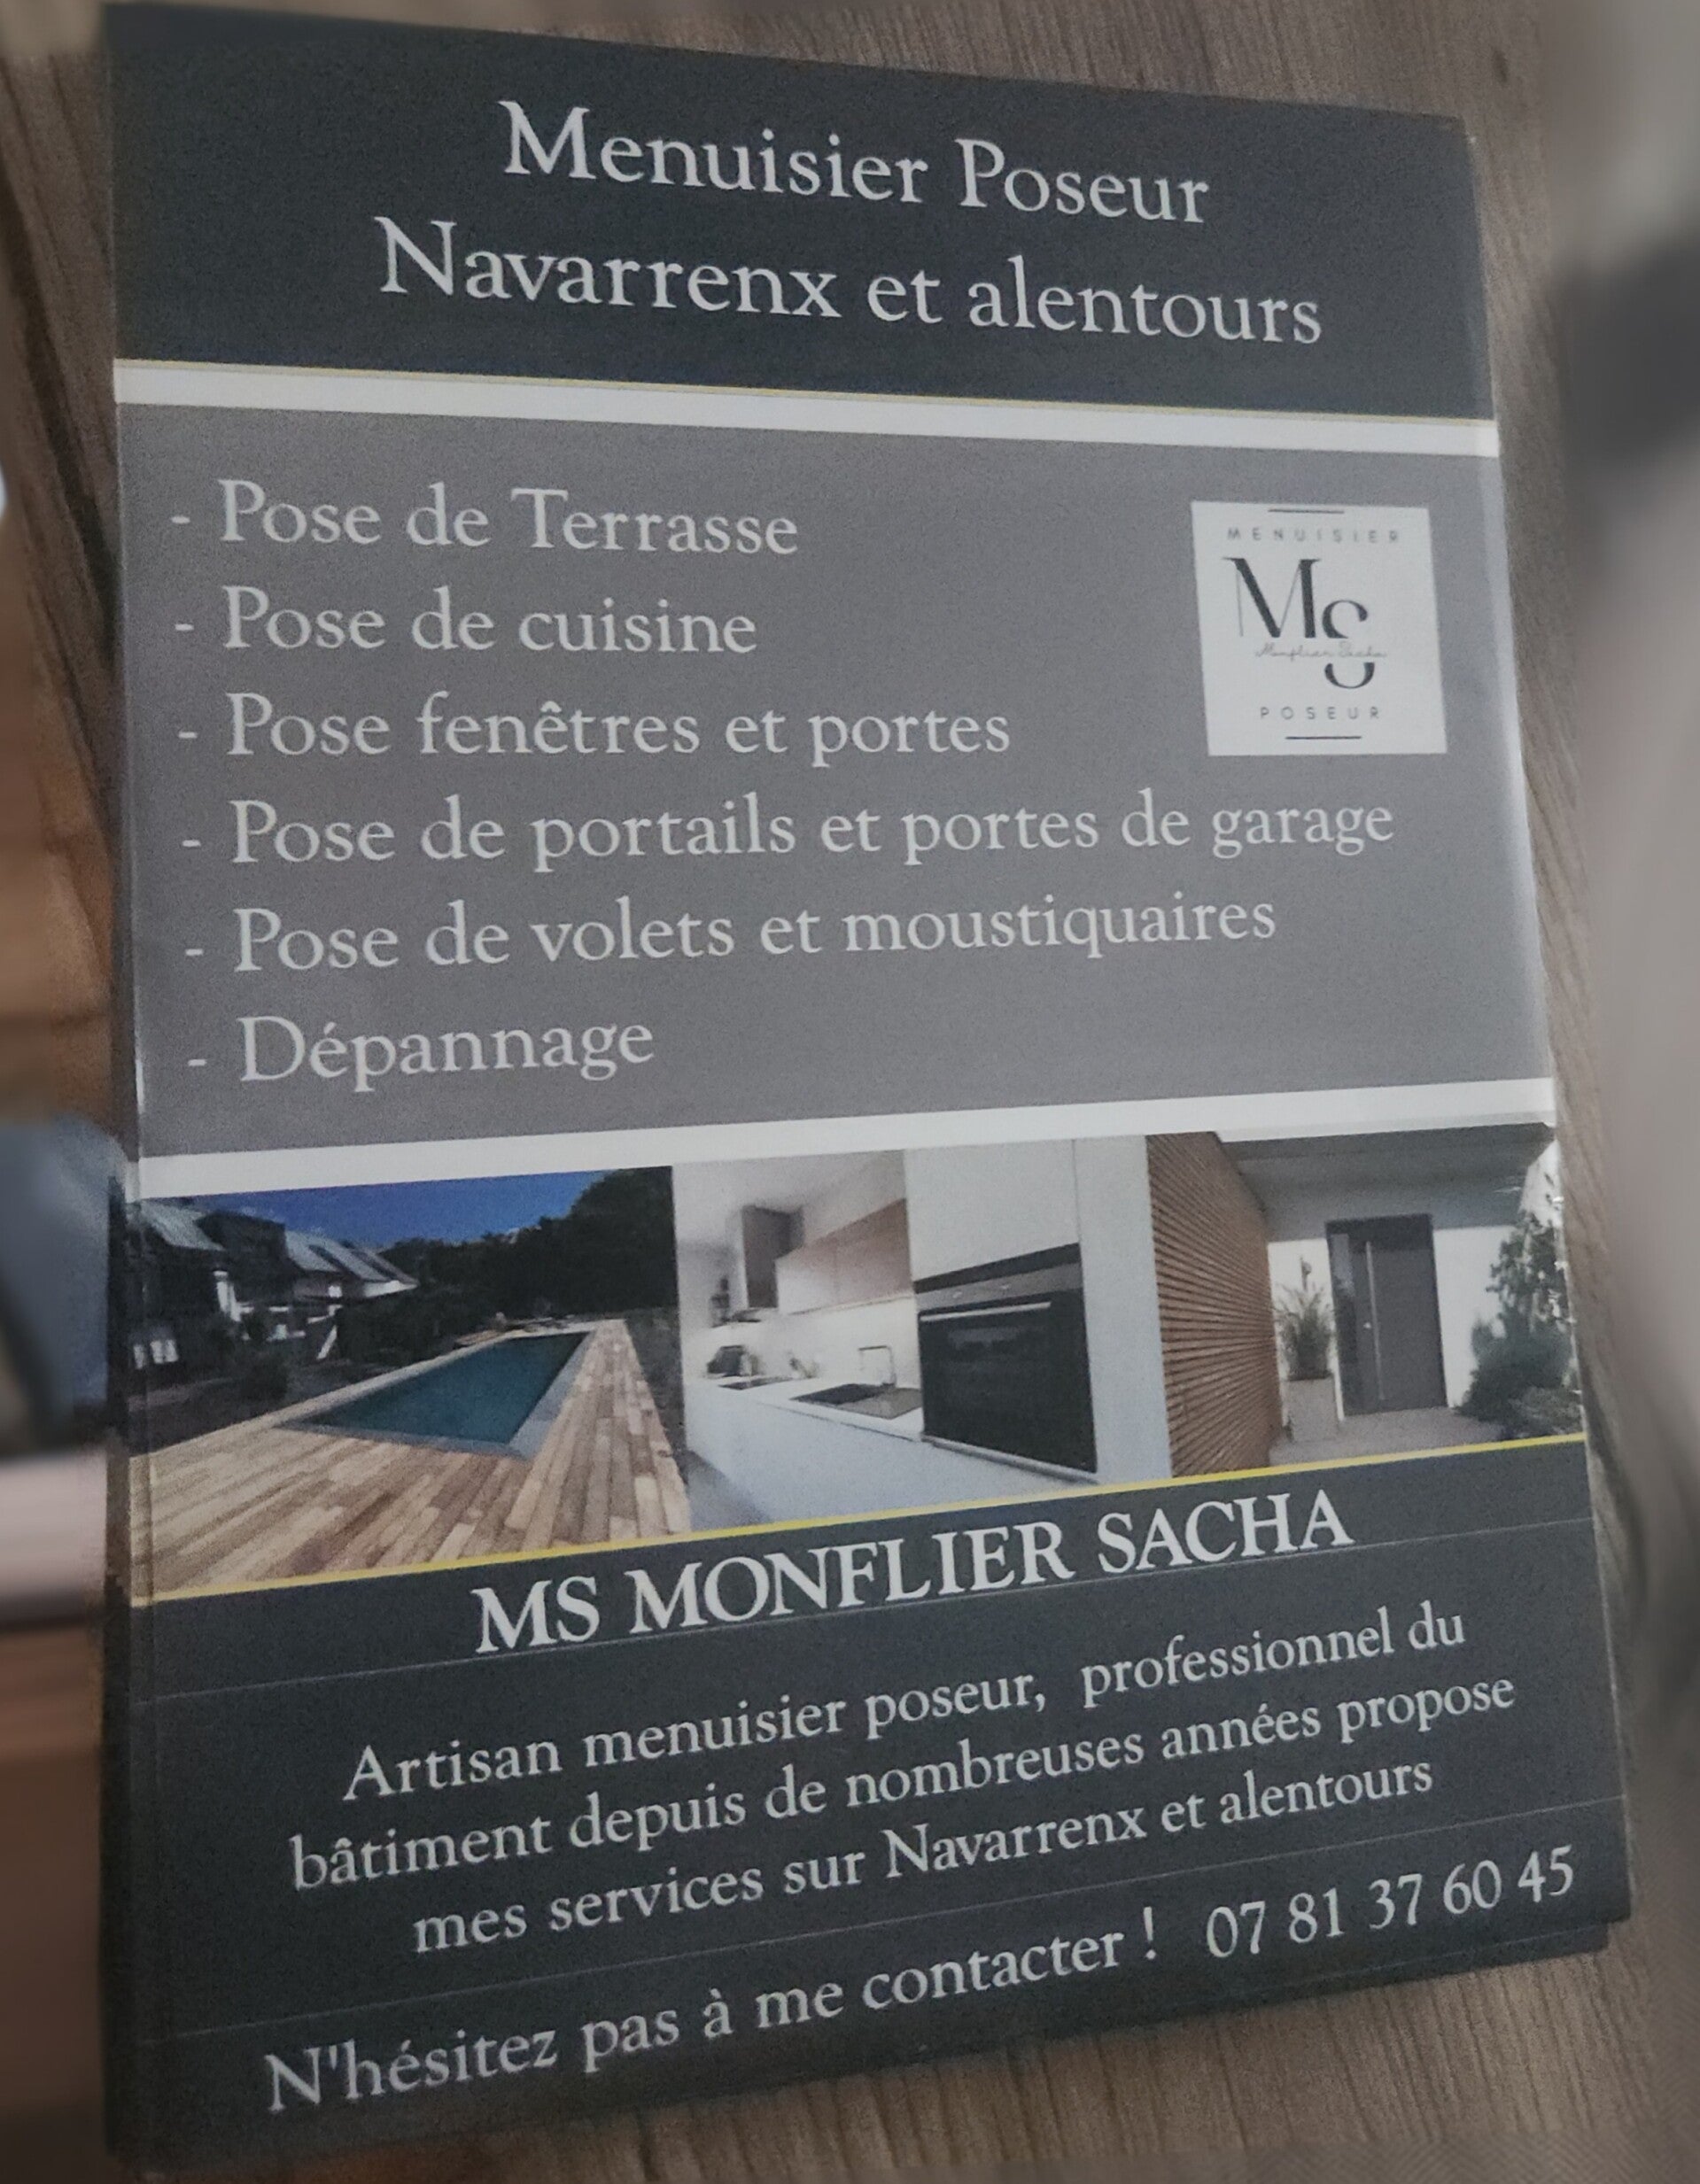 Menuisier Poseur
Navarrenx et alentours
- Pose de Terrasse
- Pose de cuisine
- Pose fenêtres et portes
- Pose de portails et portes de garage
- Pose de volets et moustiquaires
- Dépannage
MENUISIER
MS
Monflier Sacha
POSEUR
MS MONFLIER SACHA
Artisan menuisier poseur, professionnel du
bâtiment depuis de nombreuses années propose
mes services sur Navarrenx et alentours
N'hésitez pas à me contacter ! 07 81 37 60 45